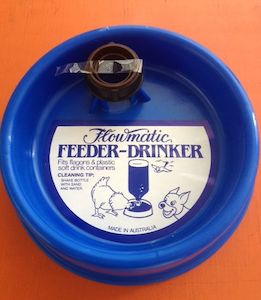 Flowmatic
FEEDER-DRINKER
Fits flagons & plastic
soft drink containers
CLEANING TIP:
SHAKE BOTTLE
WITH SAND
AND WATER.
MADE IN AUSTRALIA